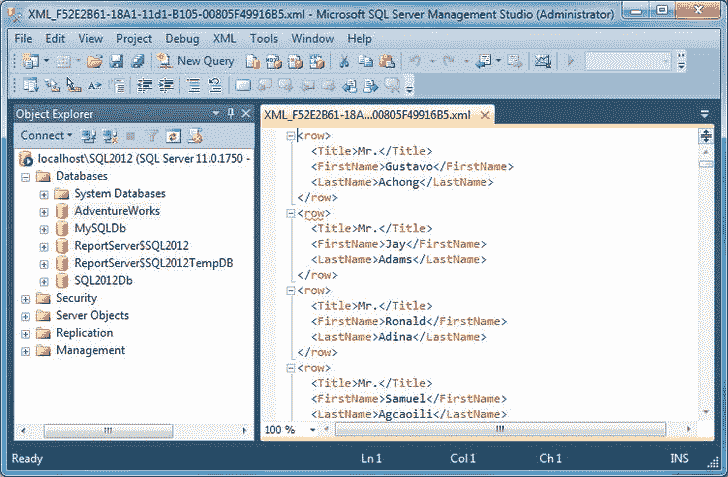 XML_F52E2B61-18A1-11d1-B105-00805F49916B5.xml - Microsoft SQL Server Management Studio (Administrator)
File Edit View Project Debug XML Tools Window Help
New Query
Object Explorer
Connect
localhost\SQL2012 (SQL Server 11.0.1750 -
Databases
System Databases
AdventureWorks
MySQLDb
ReportServer$SQL2012
ReportServer$SQL2012TempDB
SQL2012Db
Security
Server Objects
Replication
Management
XML_F52E2B61-18A...00805F49916B5.xml
<row>
<Title>Mr.</Title>
<FirstName>Gustavo</FirstName>
<LastName>Achong</LastName>
</row>
<row>
<Title>Mr.</Title>
<FirstName>Jay</FirstName>
<LastName>Adams</LastName>
</row>
<row>
<Title>Mr.</Title>
<FirstName>Ronald</FirstName>
<LastName>Adina</LastName>
</row>
<row>
<Title>Mr.</Title>
<FirstName>Samuel</FirstName>
<LastName>Agcaoili</LastName>
100 %
Ready Ln 1 Col 1 Ch 1 INS